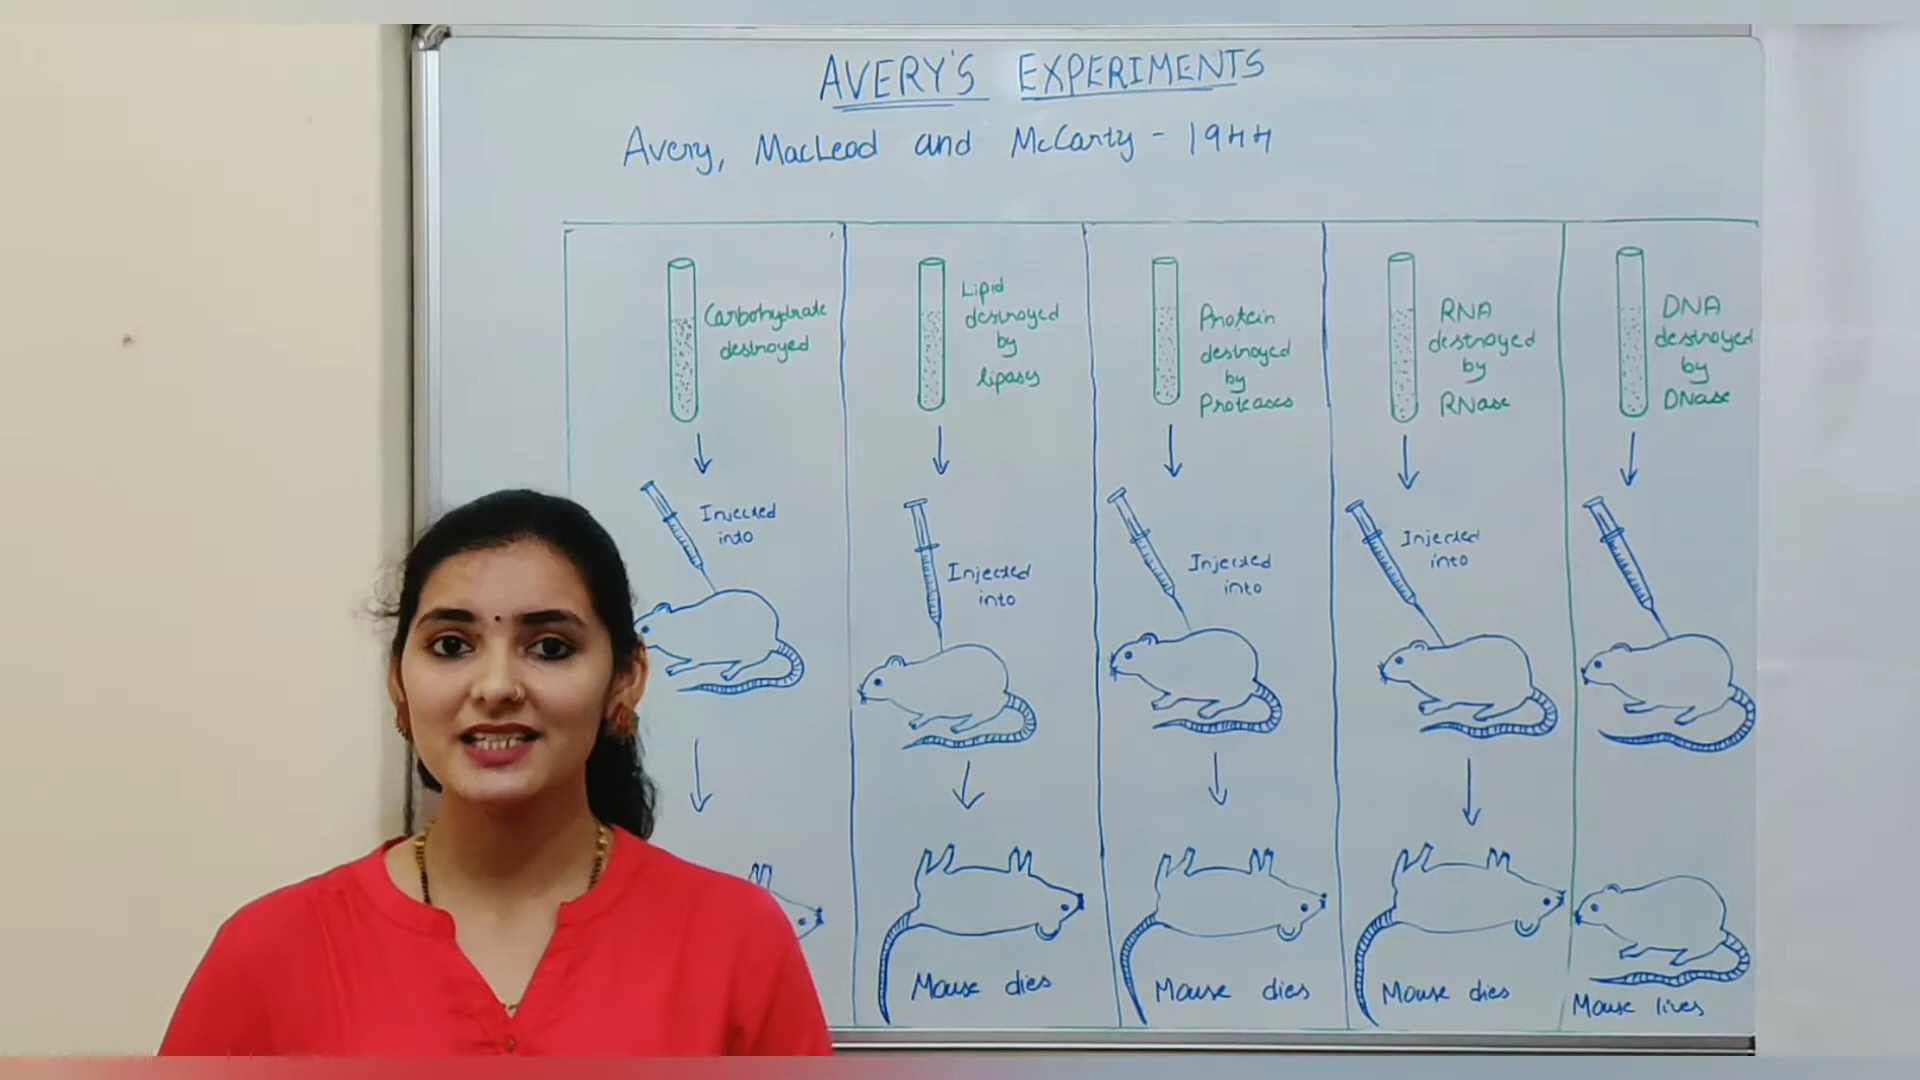 AVERY'S EXPERIMENTS
Avery, MacLeod and McCarty - 1944
Carbohydrate
destroyed
Injected
into
Lipid
destroyed
by
lipases
Injected
into
Mouse dies
Protein
destroyed
by
Proteases
Injected
into
Mouse dies
RNA
destroyed
by
RNase
Injected
into
Mouse dies
DNA
destroyed
by
DNase
Mouse lives